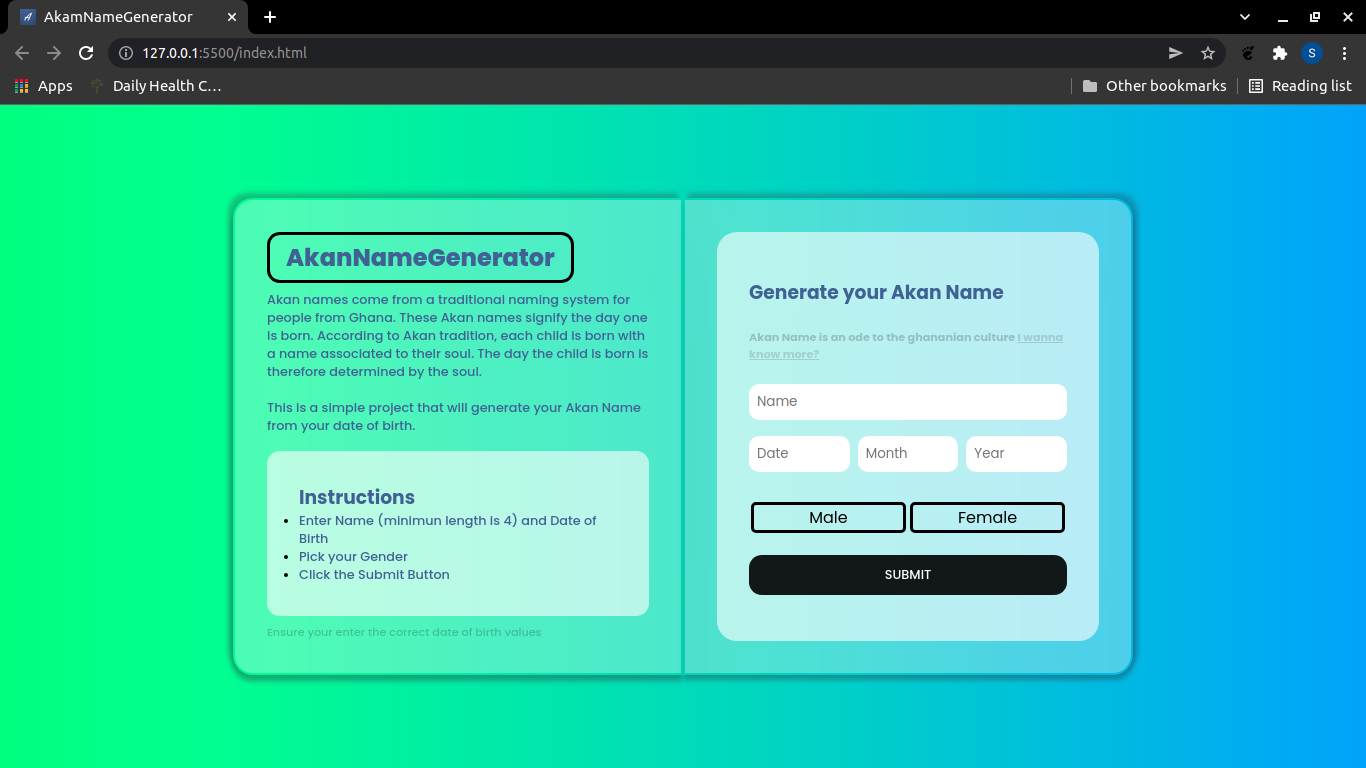 AkamNameGenerator
127.0.0.1:5500/index.html
S
Apps
Daily Health C…
Other bookmarks
Reading list
AkanNameGenerator
Akan names come from a traditional naming system for
people from Ghana. These Akan names signify the day one
is born. According to Akan tradition, each child is born with
a name associated to their soul. The day the child is born is
therefore determined by the soul.
This is a simple project that will generate your Akan Name
from your date of birth.
Instructions
Enter Name (minimun length is 4) and Date of
Birth
Pick your Gender
Click the Submit Button
Ensure your enter the correct date of birth values
Generate your Akan Name
Akan Name is an ode to the ghananian culture I wanna
know more?
Name
Date Month Year
Male Female
SUBMIT